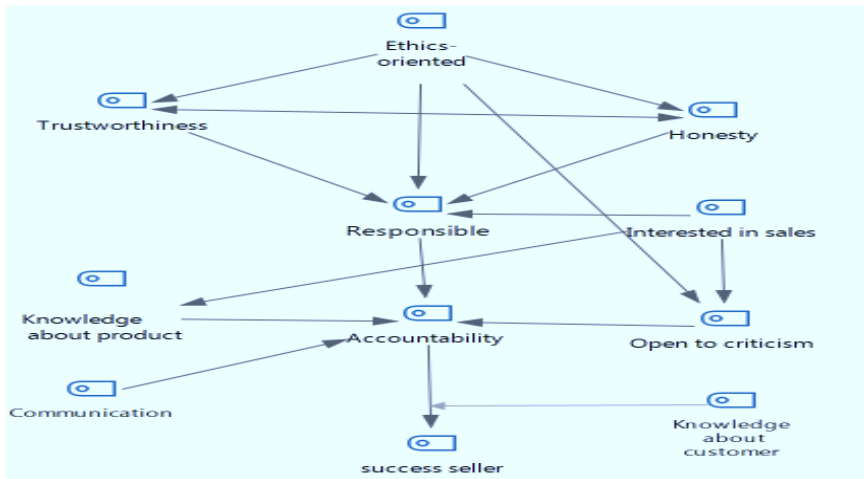 Ethics-
oriented
Trustworthiness
Honesty
Responsible
Interested in sales
Knowledge
about product
Accountability
Open to criticism
Communication
Knowledge
about
customer
success seller